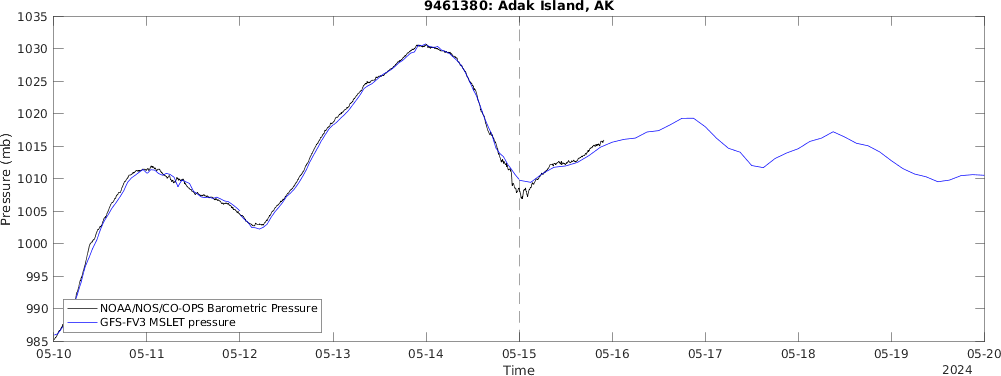 9461380: Adak Island, AK
Pressure (mb)
1035
1030
1025
1020
1015
1010
1005
1000
995
990
985
NOAA/NOS/CO-OPS Barometric Pressure
GFS-FV3 MSLET pressure
05-10 05-11 05-12 05-13 05-14 05-15 05-16 05-17 05-18 05-19 05-20
Time
2024